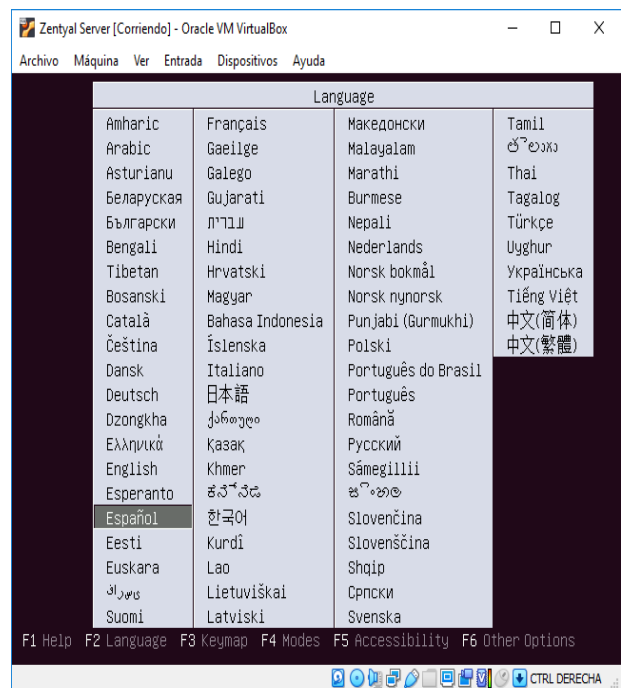 Zentyal Server [Corriendo] - Oracle VM VirtualBox
Archivo Máquina Ver Entrada Dispositivos Ayuda
Language
Amharic
Arabic
Asturianu
Беларуская
Български
Bengali
Tibetan
Bosanski
Català
Čeština
Dansk
Deutsch
Dzongkha
Ελληνικά
English
Esperanto
Español
Eesti
Euskara
Suomi
Français
Gaeilge
Galego
Gujarati
עברית
Hindi
Hrvatski
Magyar
Bahasa Indonesia
Íslenska
Italiano
日本語
ქართული
Қазақ
Khmer
ಕನ್ನಡ
한국어
Kurdî
Lao
Lietuviškai
Latviski
Македонски
Malayalam
Marathi
Burmese
Nepali
Nederlands
Norsk bokmål
Norsk nynorsk
Punjabi (Gurmukhi)
Polski
Português do Brasil
Português
Română
Русский
Sámegillii
සිංහල
Slovenčina
Slovenščina
Shqip
Српски
Svenska
Tamil
తెలుగు
Thai
Tagalog
Türkçe
Uyghur
Українська
Tiếng Việt
中文(简体)
中文(繁體)
F1 Help F2 Language F3 Keymap F4 Modes F5 Accessibility F6 Other Options
CTRL DERECHA